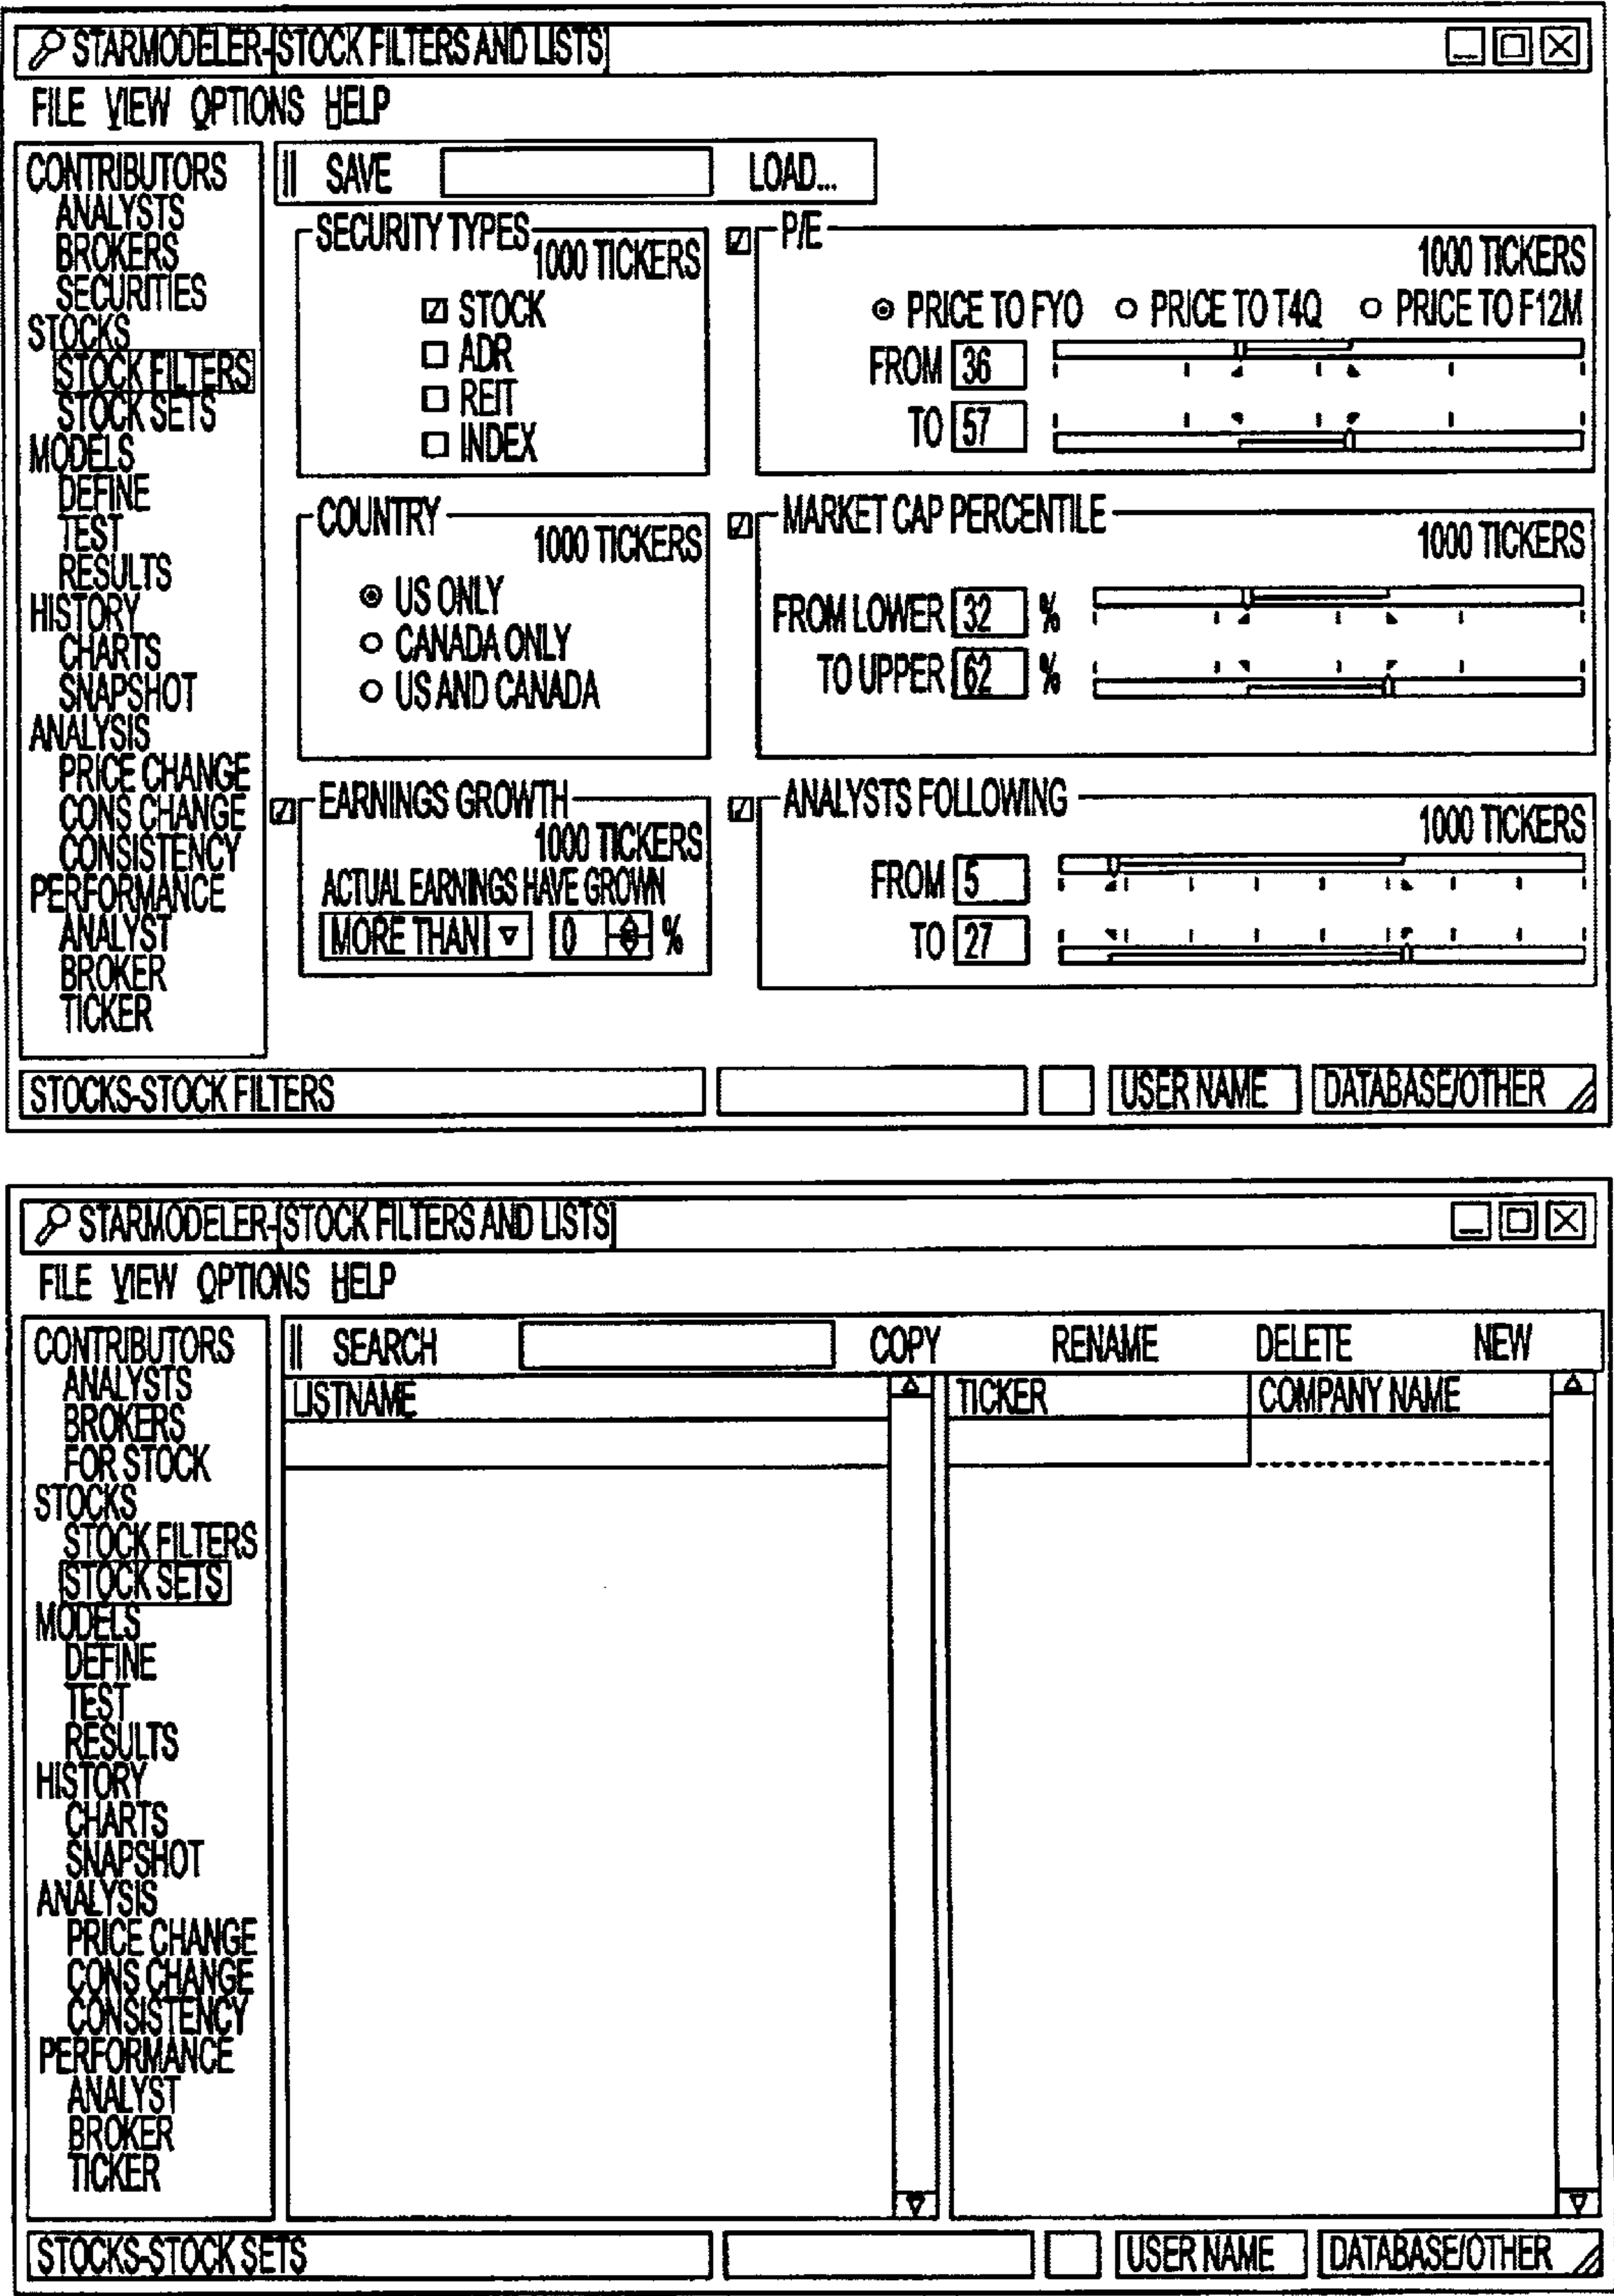 STARMODELER-[STOCK FILTERS AND LISTS]
FILE VIEW OPTIONS HELP
CONTRIBUTORS
ANALYSTS
BROKERS
SECURITIES
STOCKS
STOCK FILTERS
STOCK SETS
MODELS
DEFINE
TEST
RESULTS
HISTORY
CHARTS
SNAPSHOT
ANALYSIS
PRICE CHANGE
CONS CHANGE
CONSISTENCY
PERFORMANCE
ANALYST
BROKER
TICKER
SAVE LOAD...
SECURITY TYPES
1000 TICKERS
STOCK
ADR
REIT
INDEX
P/E
1000 TICKERS
PRICE TO FYO PRICE TO T4Q PRICE TO F12M
FROM 36
TO 57
COUNTRY
1000 TICKERS
US ONLY
CANADA ONLY
US AND CANADA
MARKET CAP PERCENTILE
1000 TICKERS
FROM LOWER 32 %
TO UPPER 62 %
EARNINGS GROWTH
1000 TICKERS
ACTUAL EARNINGS HAVE GROWN
MORE THAN 0 %
ANALYSTS FOLLOWING
1000 TICKERS
FROM 5
TO 27
STOCKS-STOCK FILTERS USER NAME DATABASE/OTHER
STARMODELER-[STOCK FILTERS AND LISTS]
FILE VIEW OPTIONS HELP
CONTRIBUTORS
ANALYSTS
BROKERS
FOR STOCK
STOCKS
STOCK FILTERS
STOCK SETS
MODELS
DEFINE
TEST
RESULTS
HISTORY
CHARTS
SNAPSHOT
ANALYSIS
PRICE CHANGE
CONS CHANGE
CONSISTENCY
PERFORMANCE
ANALYST
BROKER
TICKER
SEARCH COPY RENAME DELETE NEW
LISTNAME TICKER COMPANY NAME
STOCKS-STOCK SETS USER NAME DATABASE/OTHER